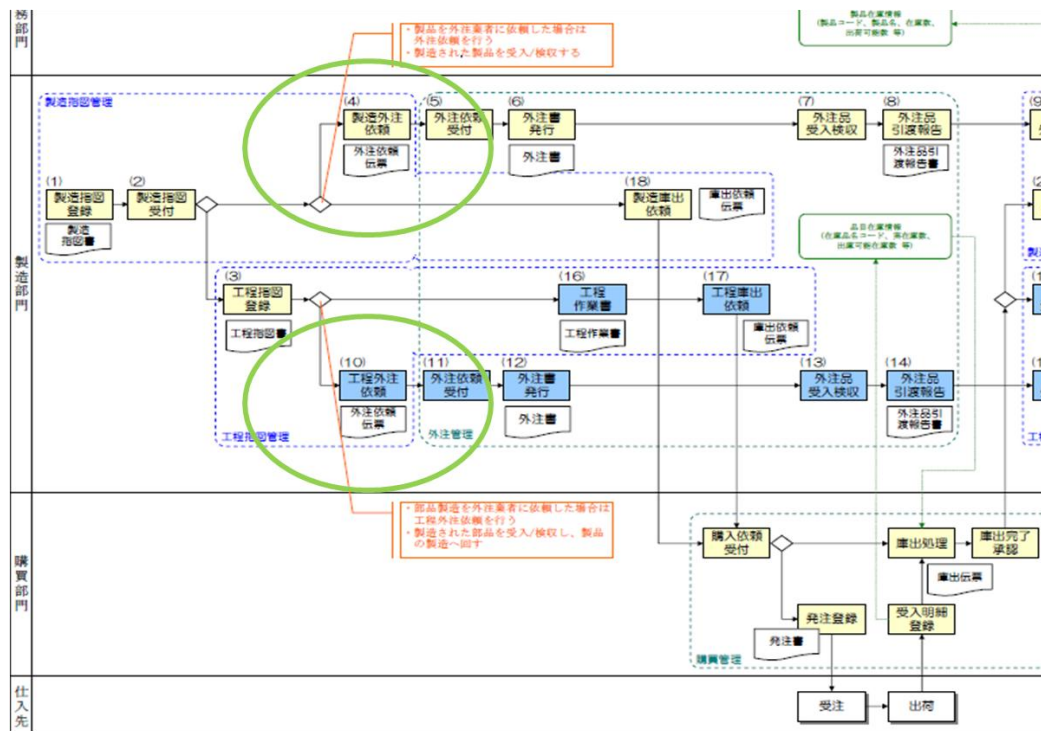 務部門
・製品を外注業者に依頼した場合は
外注依頼を行う
・製造された製品を受入/検収する
製品在庫情報
(製品コード、製品名、在庫数、
出荷可能数 等)
製造部門
製造指図管理
(4)
製造外注
依頼
外注依頼
伝票
(5)
外注依頼
受付
(6)
外注書
発行
外注書
(7)
外注品
受入検収
(8)
外注品
引渡報告
外注品引
渡報告書
(9
(1)
製造指図
登録
製造
指図書
(2)
製造指図
受付
(18)
製造庫出
依頼
庫出依頼
伝票
(2
品目在庫情報
(在庫品名コード、実在庫数、
出庫可能在庫数 等)
製
(3)
工程指図
登録
工程指図書
(16)
工程
作業書
工程作業書
(17)
工程庫出
依頼
庫出依頼
伝票
(1
(10)
工程外注
依頼
外注依頼
伝票
(11)
外注依頼
受付
(12)
外注書
発行
外注書
(13)
外注品
受入検収
(14)
外注品
引渡報告
外注品引
渡報告書
(1
工程指図管理
外注管理
工
購買部門
・部品製造を外注業者に依頼した場合は
工程外注依頼を行う
・製造された部品を受入/検収し、製品
の製造へ回す
購入依頼
受付
庫出処理
庫出完了
承認
庫出伝票
発注登録
発注書
受入明細
登録
購買管理
仕入先
受注
出荷